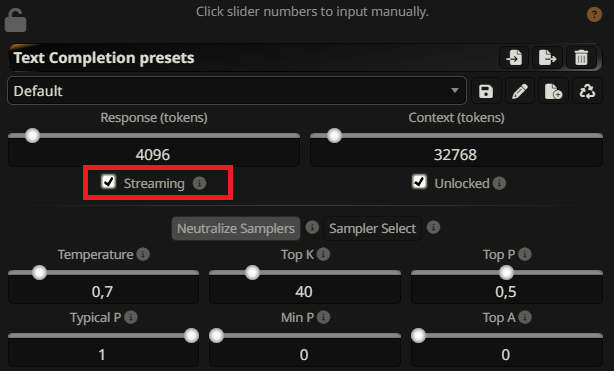 Click slider numbers to input manually.
?
Text Completion presets
Default
Response (tokens) Context (tokens)
4096 32768
Streaming i Unlocked i
Neutralize Samplers i Sampler Select i
Temperature i Top K i Top P i
0,7 40 0,5
Typical P i Min P i Top A i
1 0 0